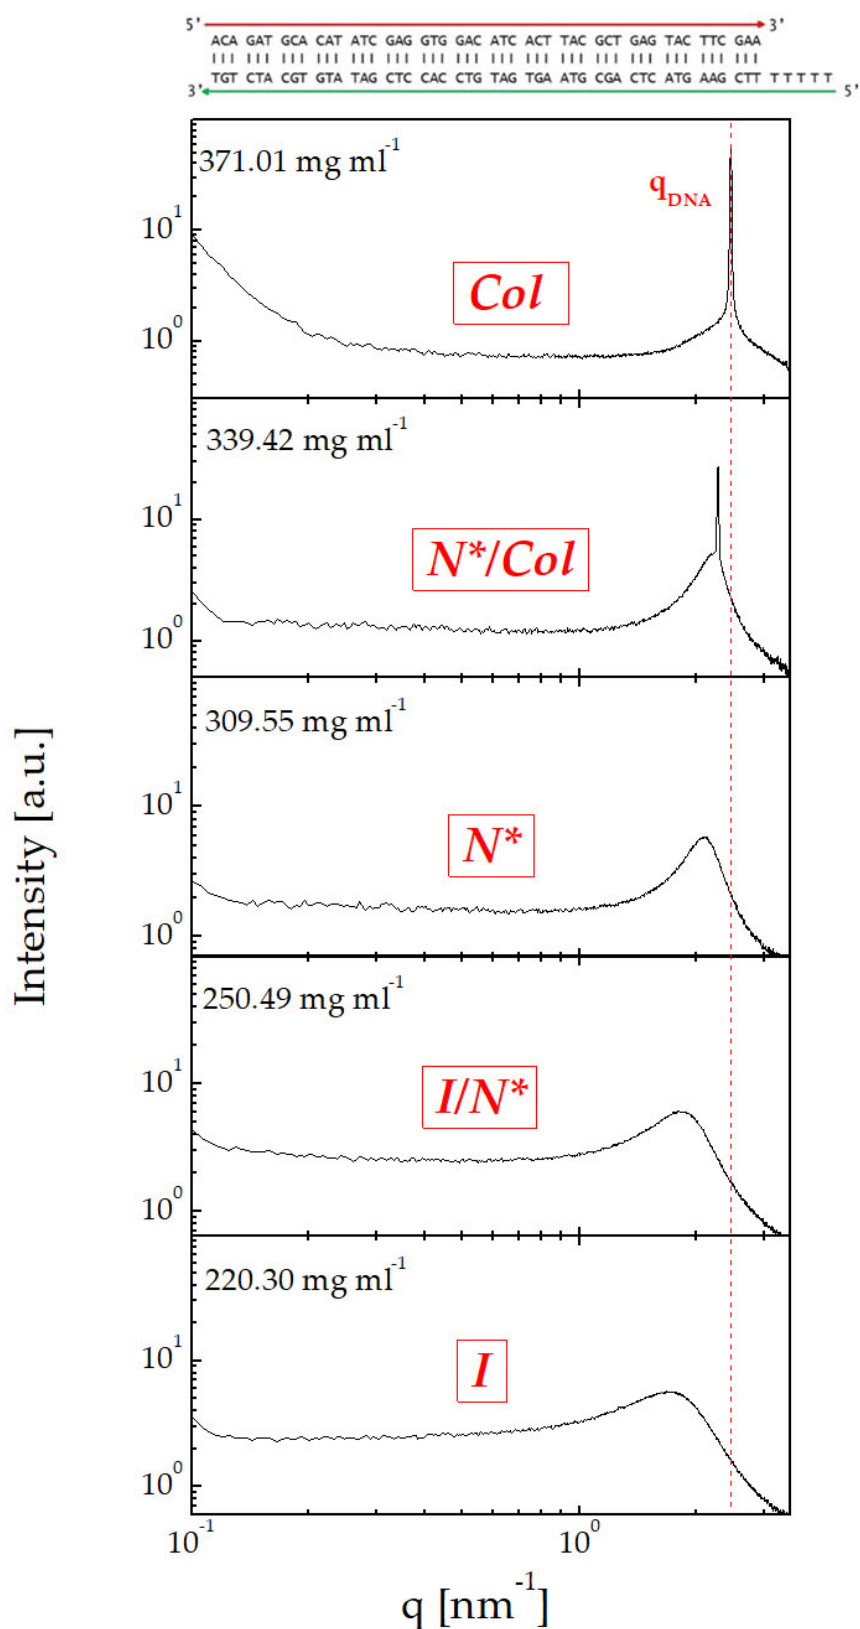 5' 3'
ACA GAT GCA CAT ATC GAG GTG GAC ATC ACT TAC GCT GAG TAC TTC GAA
TGT CTA CGT GTA TAG CTC CAC CTG TAG TGA ATG CGA CTC ATG AAG CTT T T T T T
3' 5'
371.01 mg ml⁻¹
q_DNA
10¹
Col
10⁰
339.42 mg ml⁻¹
10¹
N*/Col
10⁰
309.55 mg ml⁻¹
10¹
N*
10⁰
250.49 mg ml⁻¹
10¹
I/N*
10⁰
220.30 mg ml⁻¹
10¹
I
10⁰
10⁻¹ 10⁰
q [nm⁻¹]
Intensity [a.u.]